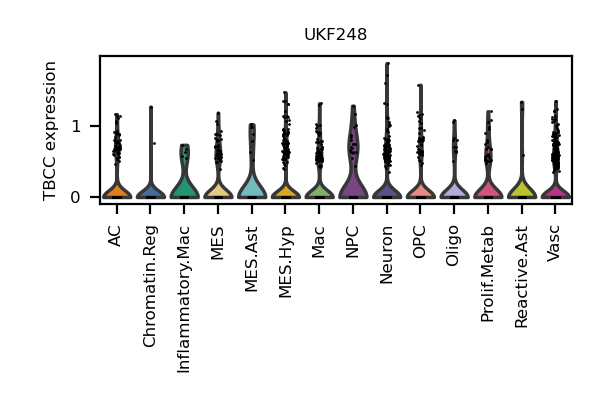 UKF248
TBCC expression
1
0
AC
Chromatin.Reg
Inflammatory.Mac
MES
MES.Ast
MES.Hyp
Mac
NPC
Neuron
OPC
Oligo
Prolif.Metab
Reactive.Ast
Vasc